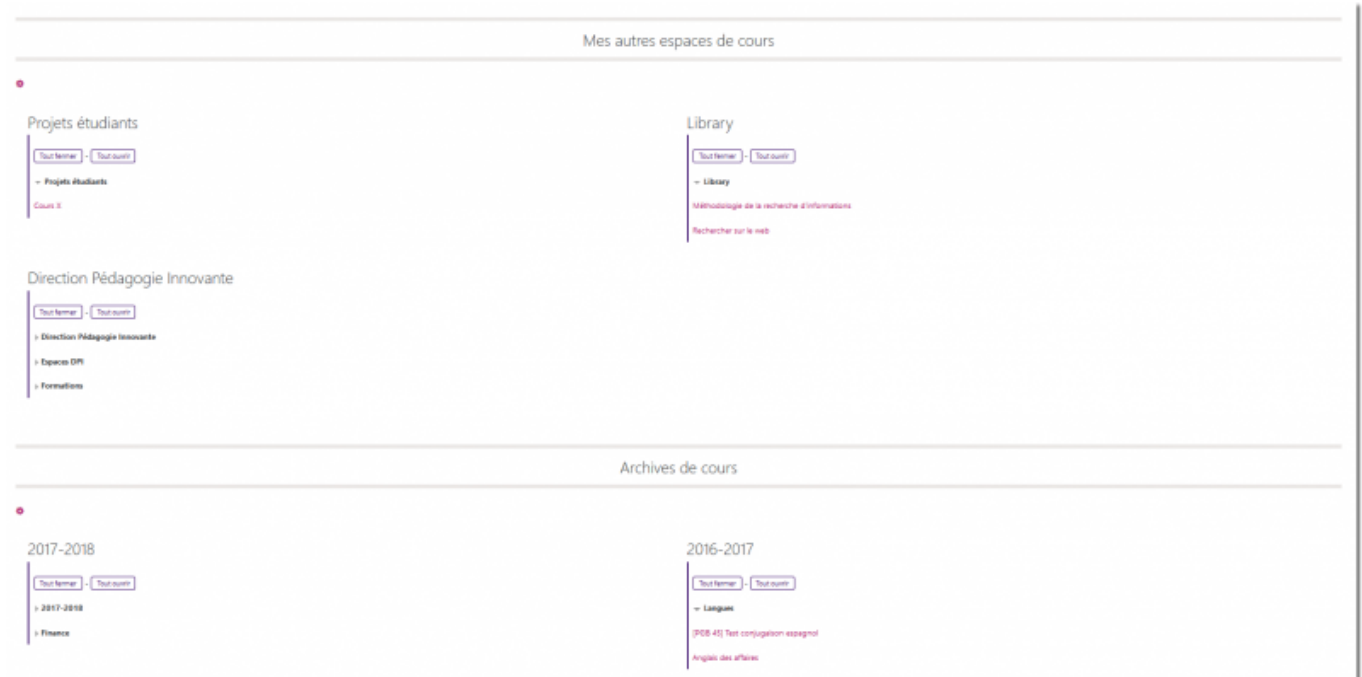 Mes autres espaces de cours
Projets étudiants
Tout fermer - Tout ouvrir
Projets étudiants
Cours X
Library
Tout fermer - Tout ouvrir
Library
Méthodologie de la recherche d'informations
Rechercher sur le web
Direction Pédagogie Innovante
Tout fermer - Tout ouvrir
Direction Pédagogie Innovante
Espaces DPI
Formations
Archives de cours
2017-2018
Tout fermer - Tout ouvrir
2017-2018
Finance
2016-2017
Tout fermer - Tout ouvrir
Langues
[PGB 45] Test conjugaison espagnol
Anglais des affaires